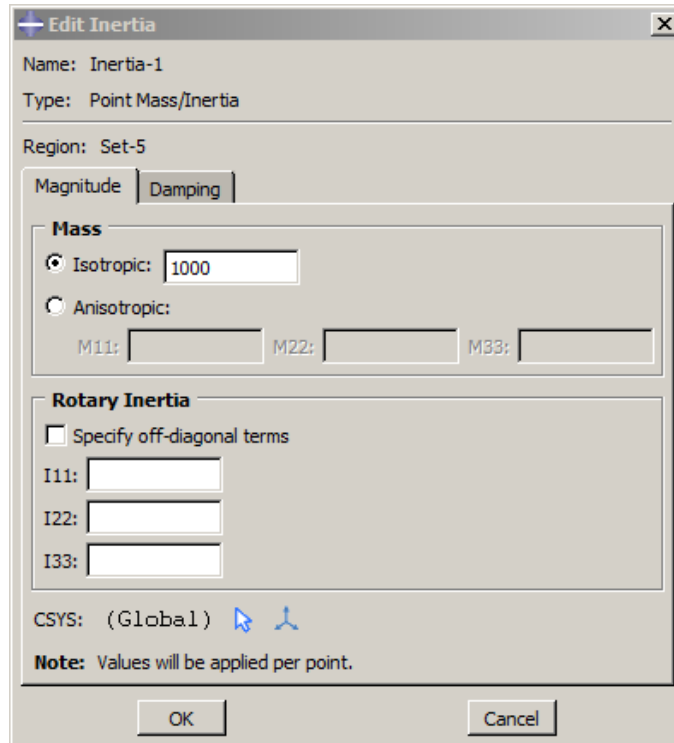 Edit Inertia
Name: Inertia-1
Type: Point Mass/Inertia
Region: Set-5
Magnitude Damping
Mass
Isotropic: 1000
Anisotropic:
M11: M22: M33:
Rotary Inertia
Specify off-diagonal terms
I11:
I22:
I33:
CSYS: (Global)
Note: Values will be applied per point.
OK Cancel